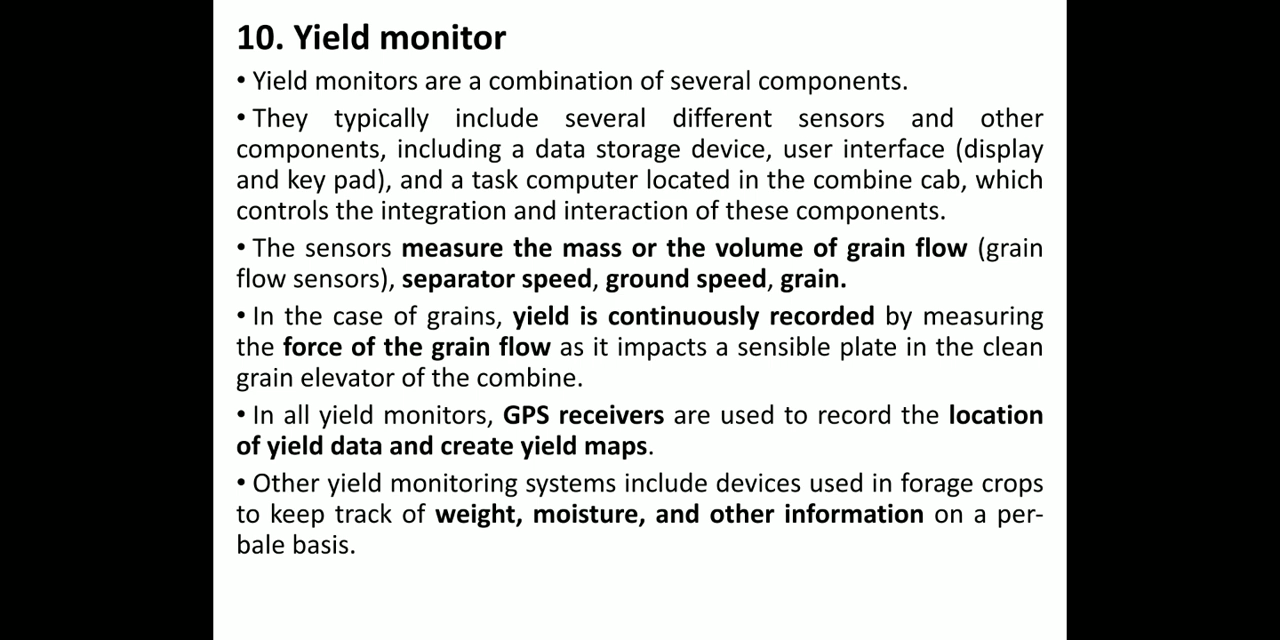 10. Yield monitor
• Yield monitors are a combination of several components.
• They typically include several different sensors and other
components, including a data storage device, user interface (display
and key pad), and a task computer located in the combine cab, which
controls the integration and interaction of these components.
• The sensors measure the mass or the volume of grain flow (grain
flow sensors), separator speed, ground speed, grain.
• In the case of grains, yield is continuously recorded by measuring
the force of the grain flow as it impacts a sensible plate in the clean
grain elevator of the combine.
• In all yield monitors, GPS receivers are used to record the location
of yield data and create yield maps.
• Other yield monitoring systems include devices used in forage crops
to keep track of weight, moisture, and other information on a per-
bale basis.